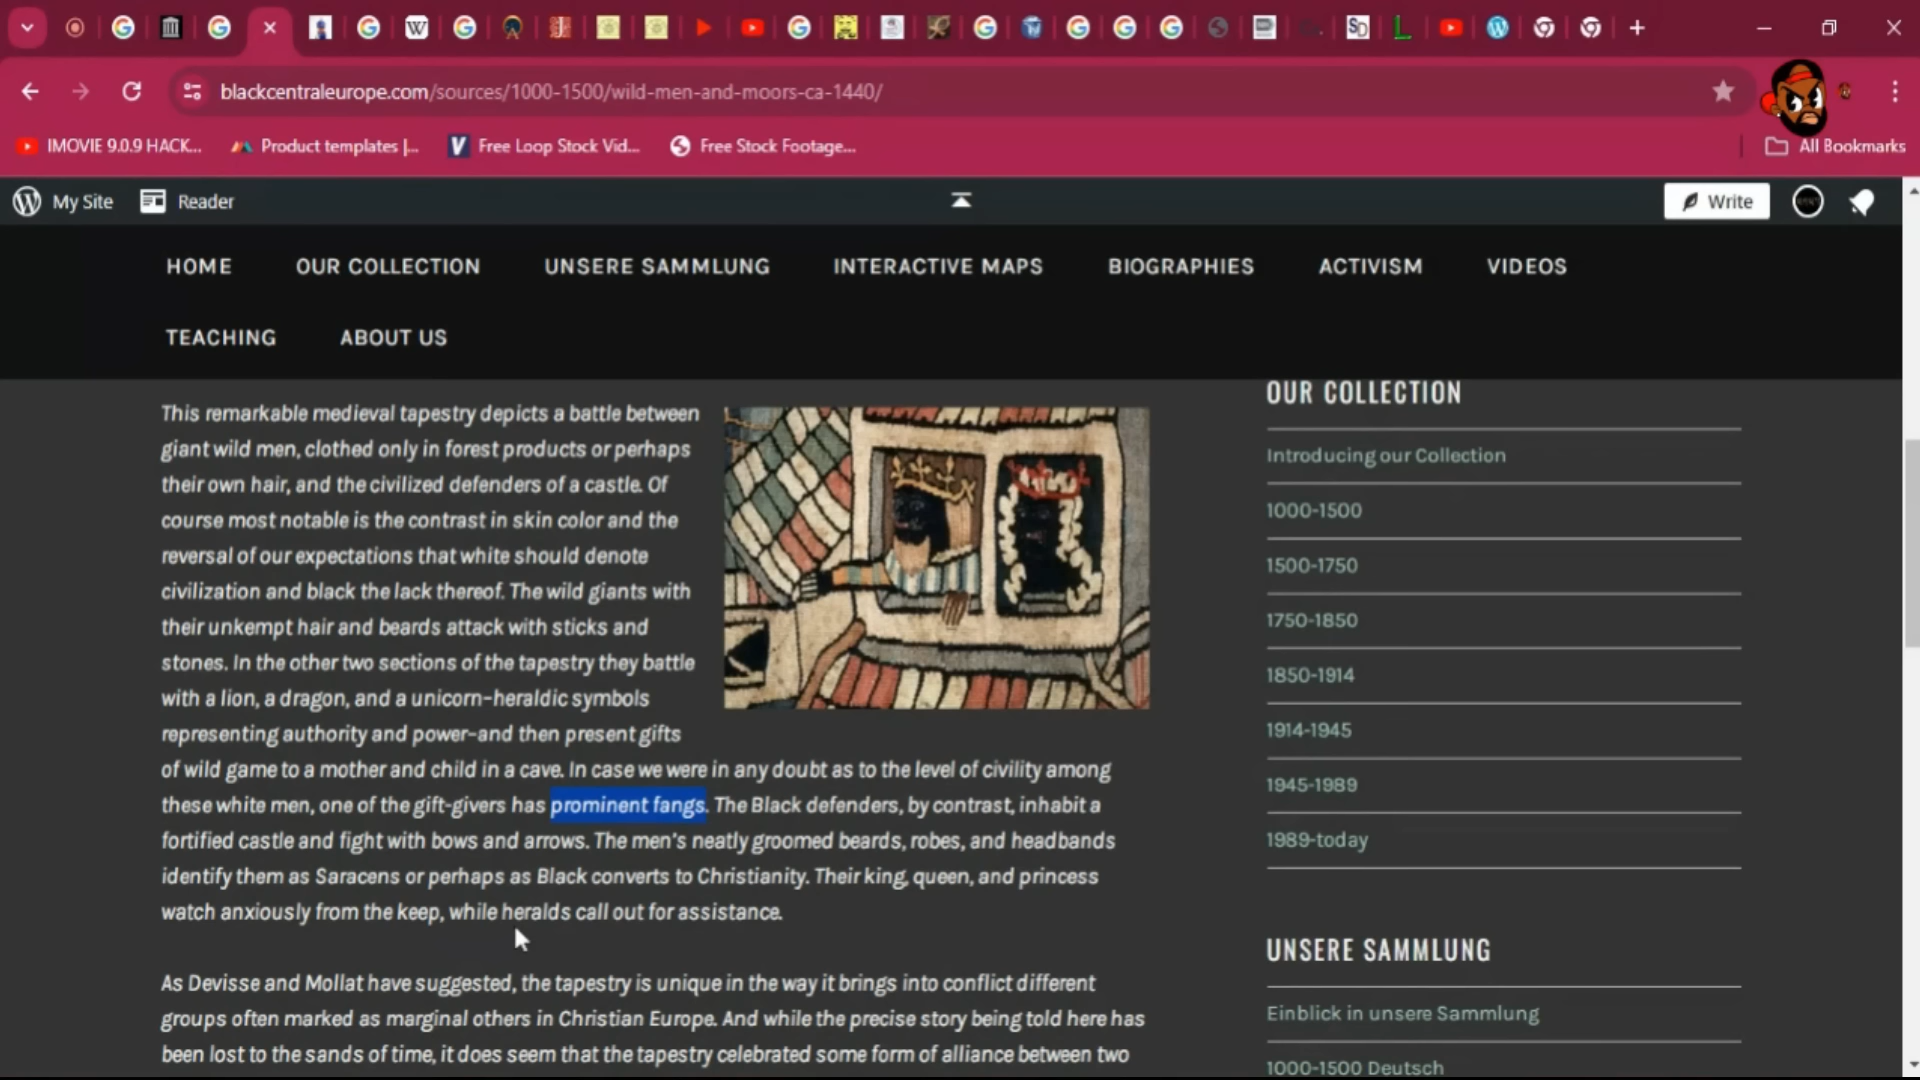 blackcentraleurope.com/sources/1000-1500/wild-men-and-moors-ca-1440/
IMOVIE 9.0.9 HACK...
Product templates |...
Free Loop Stock Vid...
Free Stock Footage...
All Bookmarks
My Site
Reader
Write
HOME
OUR COLLECTION
UNSERE SAMMLUNG
INTERACTIVE MAPS
BIOGRAPHIES
ACTIVISM
VIDEOS
TEACHING
ABOUT US
This remarkable medieval tapestry depicts a battle between
giant wild men, clothed only in forest products or perhaps
their own hair, and the civilized defenders of a castle. Of
course most notable is the contrast in skin color and the
reversal of our expectations that white should denote
civilization and black the lack thereof. The wild giants with
their unkempt hair and beards attack with sticks and
stones. In the other two sections of the tapestry they battle
with a lion, a dragon, and a unicorn–heraldic symbols
representing authority and power–and then present gifts
of wild game to a mother and child in a cave. In case we were in any doubt as to the level of civility among
these white men, one of the gift-givers has prominent fangs. The Black defenders, by contrast, inhabit a
fortified castle and fight with bows and arrows. The men's neatly groomed beards, robes, and headbands
identify them as Saracens or perhaps as Black converts to Christianity. Their king, queen, and princess
watch anxiously from the keep, while heralds call out for assistance.
As Devisse and Mollat have suggested, the tapestry is unique in the way it brings into conflict different
groups often marked as marginal others in Christian Europe. And while the precise story being told here has
been lost to the sands of time, it does seem that the tapestry celebrated some form of alliance between two
OUR COLLECTION
Introducing our Collection
1000-1500
1500-1750
1750-1850
1850-1914
1914-1945
1945-1989
1989-today
UNSERE SAMMLUNG
Einblick in unsere Sammlung
1000-1500 Deutsch